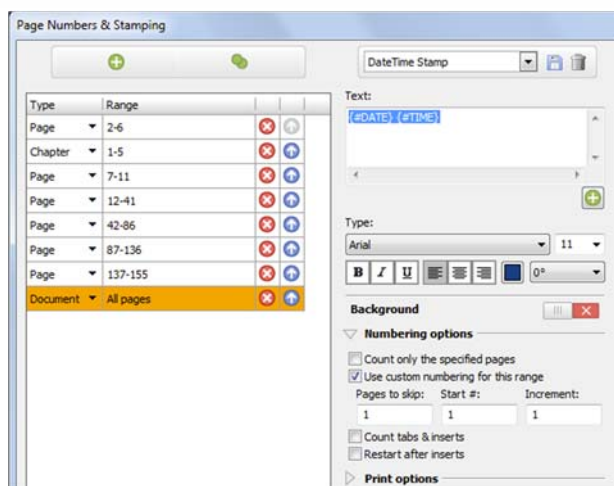 Page Numbers & Stamping
DateTime Stamp
Type Range
Page 2-6
Chapter 1-5
Page 7-11
Page 12-41
Page 42-86
Page 87-136
Page 137-155
Document All pages
Text:
{#DATE} {#TIME}
Type:
Arial 11
B I U 0°
Background
Numbering options
Count only the specified pages
Use custom numbering for this range
Pages to skip: Start #: Increment:
1 1 1
Count tabs & inserts
Restart after inserts
Print options